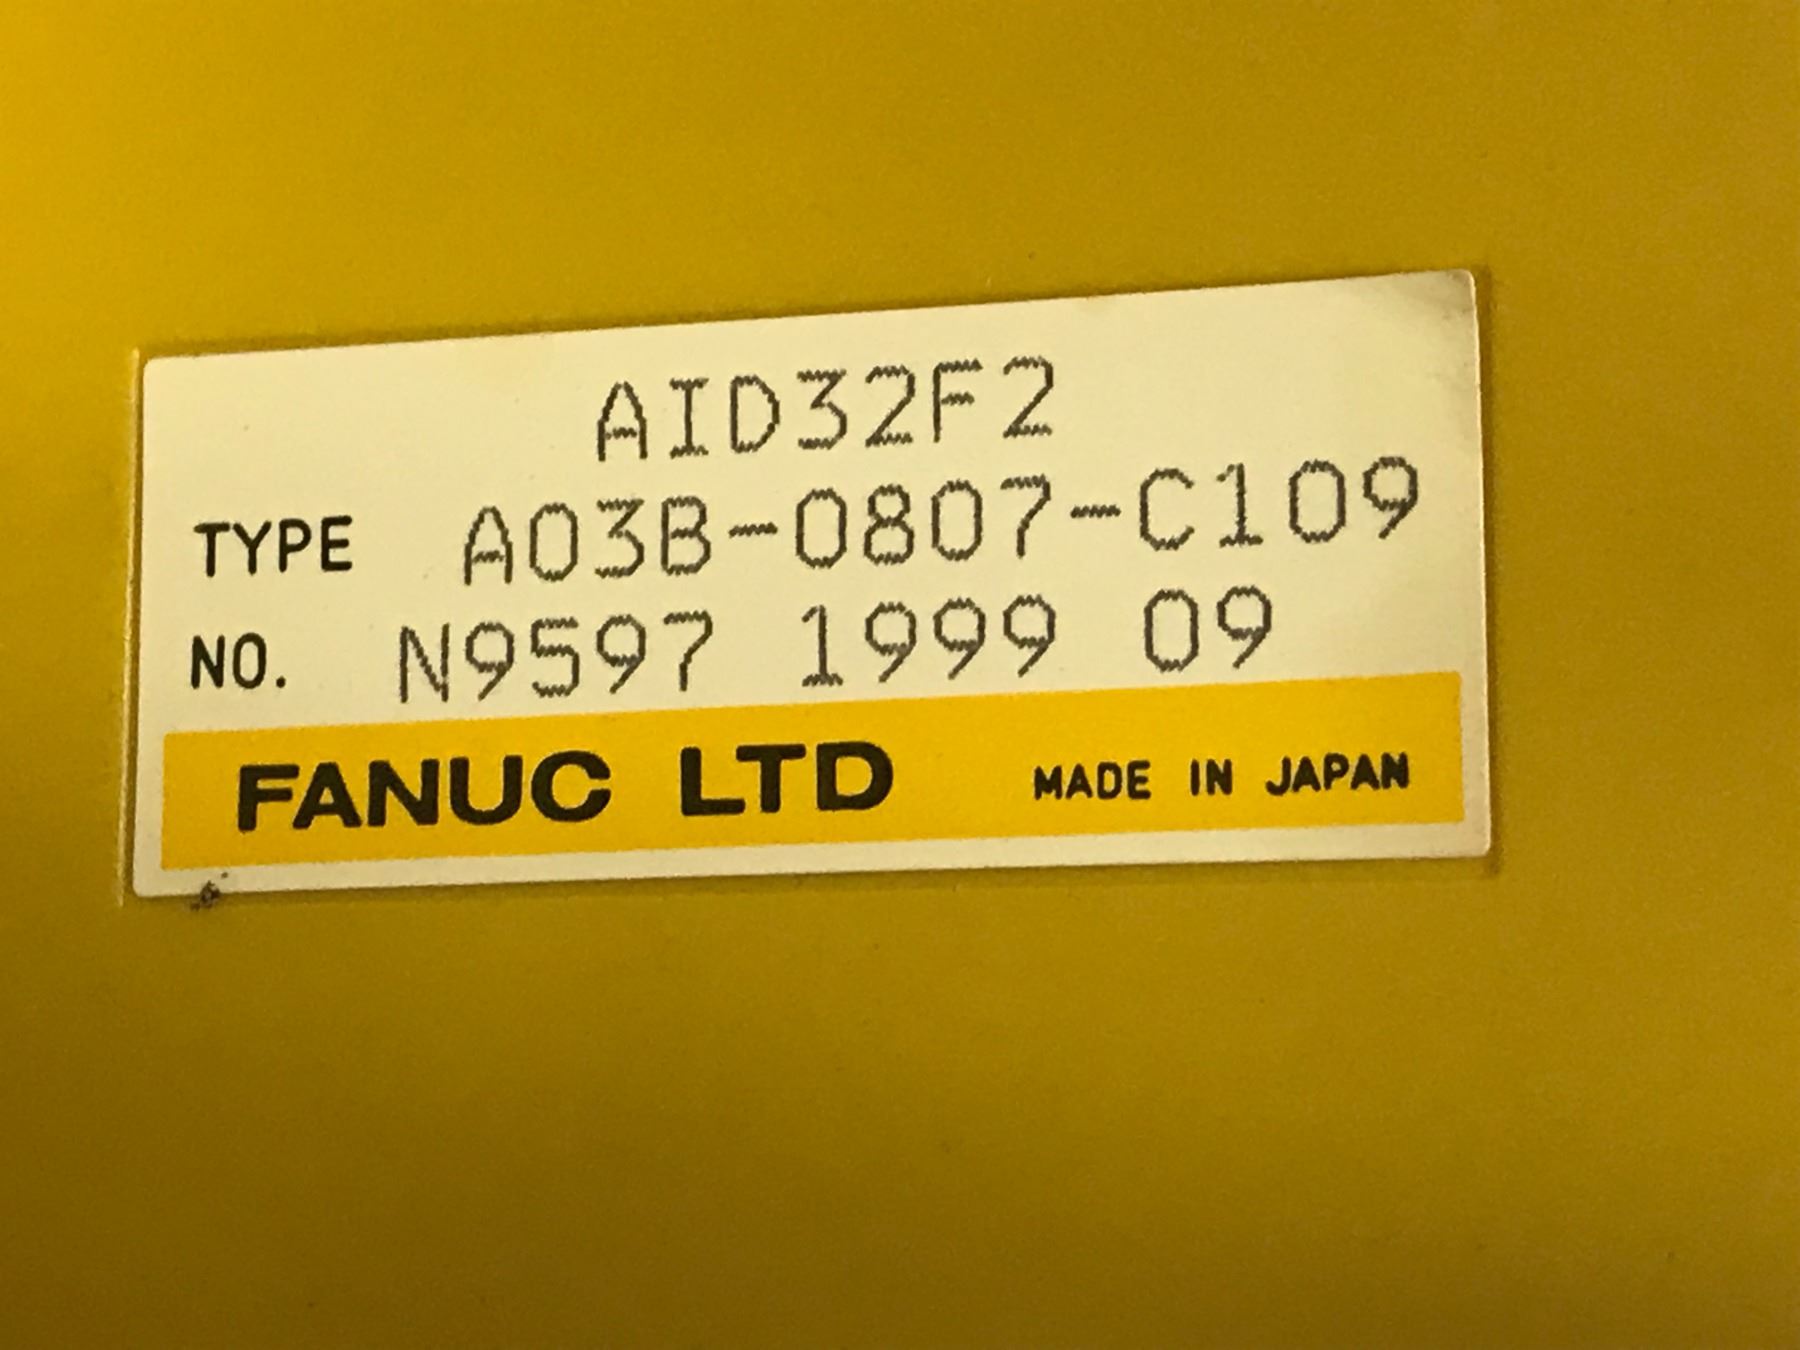 AID32F2
TYPE A03B-0807-C109
NO. N9597 1999 09
FANUC LTD MADE IN JAPAN